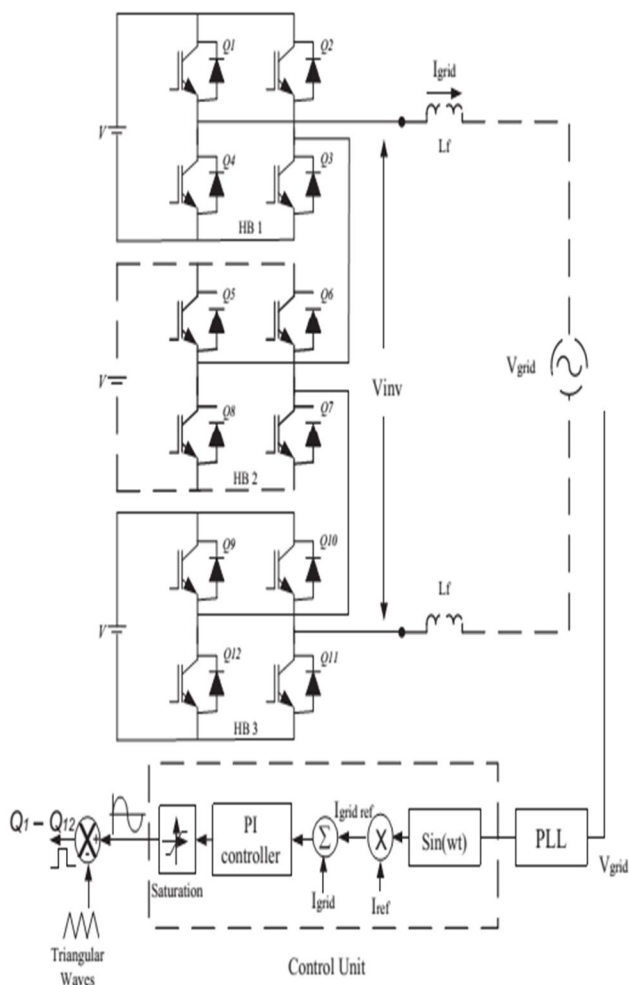 Q1
Q2
Igrid
Lf
V
Q4
Q3
HB 1
Q5
Q6
V
Vinv
Vgrid
Q8
Q7
HB 2
Q9
Q10
Lf
V
Q12
Q11
HB 3
Q1 – Q12
+
-
Saturation
PI
controller
Σ
Igrid ref
Igrid
X
Iref
Sin(wt)
PLL
Vgrid
Triangular
Waves
Control Unit